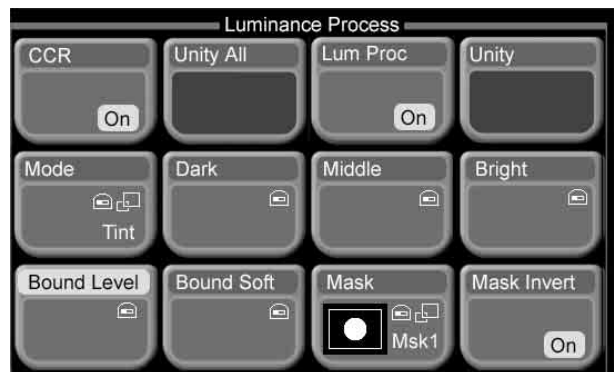 Luminance Process
CCR Unity All Lum Proc Unity
On On
Mode Dark Middle Bright
Tint
Bound Level Bound Soft Mask Mask Invert
Msk1 On